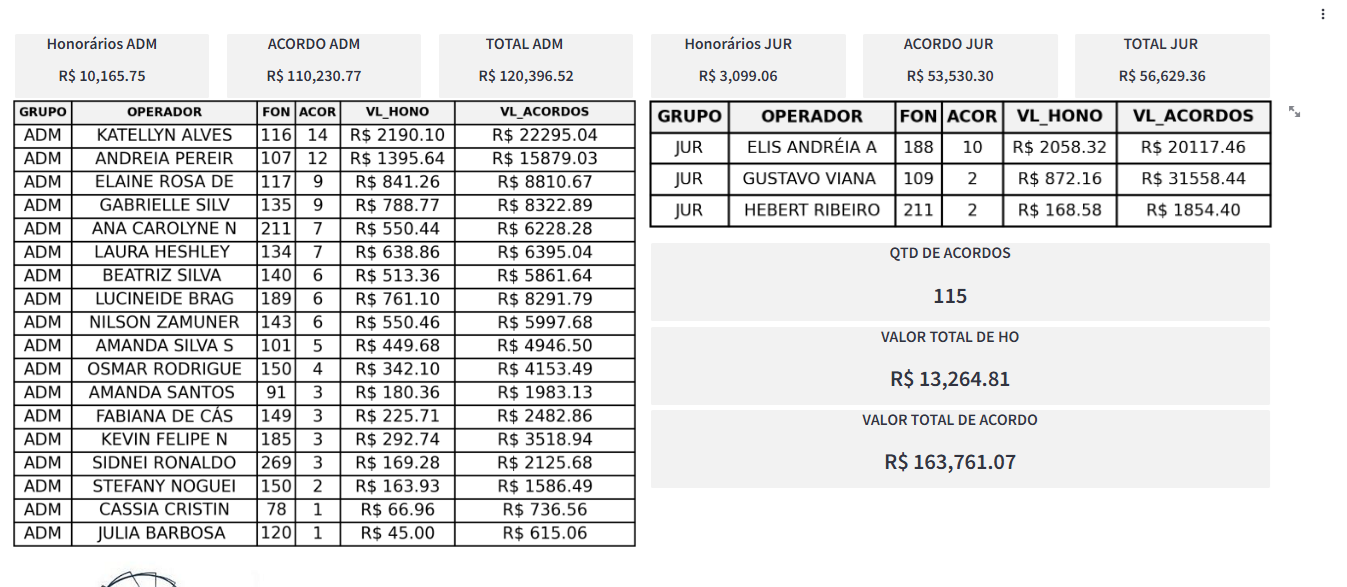 Honorários ADM
R$ 10,165.75
ACORDO ADM
R$ 110,230.77
TOTAL ADM
R$ 120,396.52
Honorários JUR
R$ 3,099.06
ACORDO JUR
R$ 53,530.30
TOTAL JUR
R$ 56,629.36
GRUPO OPERADOR FON ACOR VL_HONO VL_ACORDOS
ADM KATELLYN ALVES 116 14 R$ 2190.10 R$ 22295.04
ADM ANDREIA PEREIR 107 12 R$ 1395.64 R$ 15879.03
ADM ELAINE ROSA DE 117 9 R$ 841.26 R$ 8810.67
ADM GABRIELLE SILV 135 9 R$ 788.77 R$ 8322.89
ADM ANA CAROLYNE N 211 7 R$ 550.44 R$ 6228.28
ADM LAURA HESHLEY 134 7 R$ 638.86 R$ 6395.04
ADM BEATRIZ SILVA 140 6 R$ 513.36 R$ 5861.64
ADM LUCINEIDE BRAG 189 6 R$ 761.10 R$ 8291.79
ADM NILSON ZAMUNER 143 6 R$ 550.46 R$ 5997.68
ADM AMANDA SILVA S 101 5 R$ 449.68 R$ 4946.50
ADM OSMAR RODRIGUE 150 4 R$ 342.10 R$ 4153.49
ADM AMANDA SANTOS 91 3 R$ 180.36 R$ 1983.13
ADM FABIANA DE CÁS 149 3 R$ 225.71 R$ 2482.86
ADM KEVIN FELIPE N 185 3 R$ 292.74 R$ 3518.94
ADM SIDNEI RONALDO 269 3 R$ 169.28 R$ 2125.68
ADM STEFANY NOGUEI 150 2 R$ 163.93 R$ 1586.49
ADM CASSIA CRISTIN 78 1 R$ 66.96 R$ 736.56
ADM JULIA BARBOSA 120 1 R$ 45.00 R$ 615.06
GRUPO OPERADOR FON ACOR VL_HONO VL_ACORDOS
JUR ELIS ANDRÉIA A 188 10 R$ 2058.32 R$ 20117.46
JUR GUSTAVO VIANA 109 2 R$ 872.16 R$ 31558.44
JUR HEBERT RIBEIRO 211 2 R$ 168.58 R$ 1854.40
QTD DE ACORDOS
115
VALOR TOTAL DE HO
R$ 13,264.81
VALOR TOTAL DE ACORDO
R$ 163,761.07